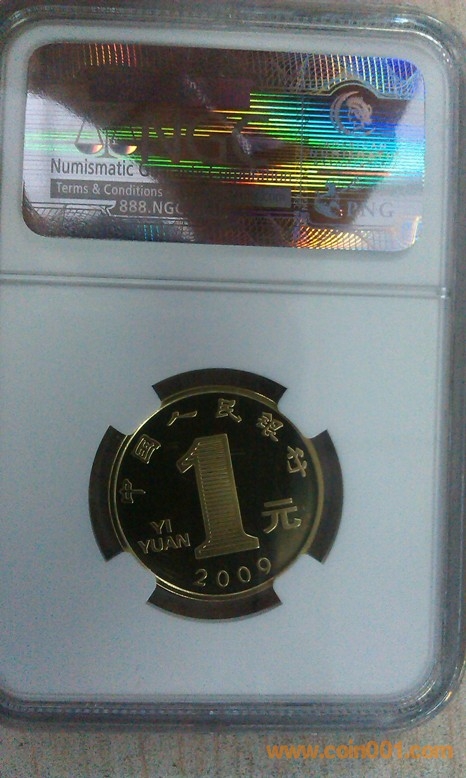 NGC
Numismatic G
Terms & Conditions
888.NGC
PNG
中国人民银行
1
元
YI
YUAN
2009
www.coin001.com